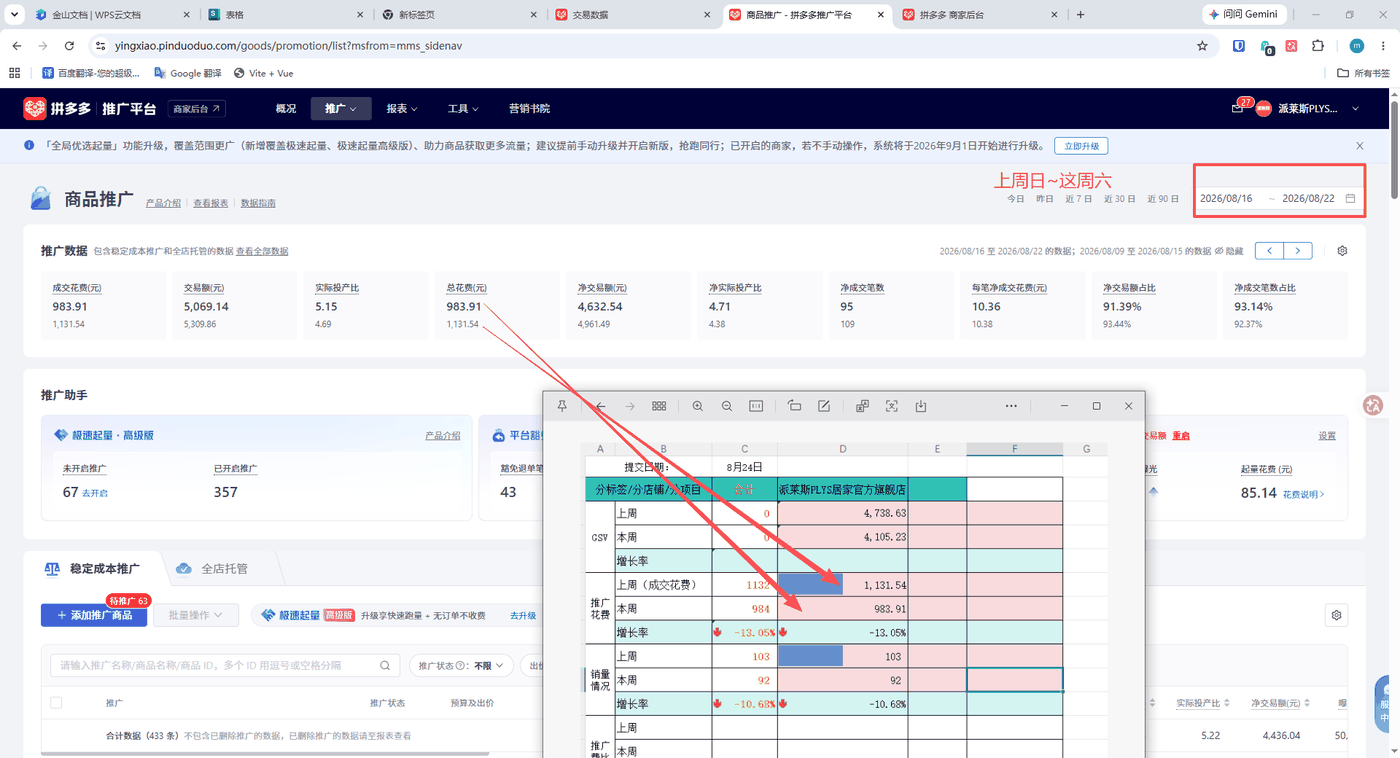 金山文档 | WPS云文档
表格
新标签页
交易数据
商品推广 - 拼多多推广平台
拼多多 商家后台
问问 Gemini
yingxiao.pinduoduo.com/goods/promotion/list?msfrom=mms_sidenav
0
m
译 百度翻译-您的超级...
Google 翻译
Vite + Vue
所有书签
拼多多 | 推广平台
商家后台
概况
推广
报表
工具
营销书院
27
派莱斯PLYS...
「全局优选起量」功能升级，覆盖范围更广（新增覆盖极速起量、极速起量高级版）、助力商品获取更多流量；建议提前手动升级并开启新版，抢跑同行；已开启的商家，若不手动操作，系统将于2026年9月1日开始进行升级。
立即升级
上周日~这周六
商品推广
产品介绍
查看报表
数据指南
今日 昨日 近 7 日 近 30 日 近 90 日
2026/08/16 ~ 2026/08/22
推广数据 包含稳定成本推广和全店托管的数据 查看全部数据
2026/08/16 至 2026/08/22 的数据；2026/08/09 至 2026/08/15 的数据 隐藏
成交花费(元) 交易额(元) 实际投产比 总花费(元) 净交易额(元) 净实际投产比 净成交笔数 每笔净成交花费(元) 净交易额占比 净成交笔数占比
983.91 5,069.14 5.15 983.91 4,632.54 4.71 95 10.36 91.39% 93.14%
1,131.54 5,309.86 4.69 1,131.54 4,961.49 4.38 109 10.38 93.44% 92.37%
推广助手
极速起量 · 高级版
产品介绍
未开启推广
已开启推广
67 去开启
357
平台豁
豁免退单笔
43
交易额 重启
设置
起量花费 (元)
85.14 花费说明
稳定成本推广
全店托管
待推广 63
+ 添加推广商品
批量操作
极速起量 高级版 升级享快速跑量 + 无订单不收费 去升级
请输入推广名称/商品名称/商品 ID，多个 ID 用逗号或空格分隔
推广状态 : 不限
推广
推广状态
预算及出价
实际投产比
净交易额(元)
合计数据（433 条）不包含已删除推广的数据，已删除推广的数据请至报表查看
5.22
4,436.04
50,
A B C D E F G
提交日期： 8月24日
分标签/分店铺/分项目 合计 派莱斯PLYS居家官方旗舰店
GSV
上周 0 4,738.63
本周 0 4,105.23
增长率
推广花费
上周（成交花费） 1132 1,131.54
本周 984 983.91
增长率 -13.05% -13.05%
销量情况
上周 103 103
本周 92 92
增长率 -10.68% -10.68%
推广
上周
本周